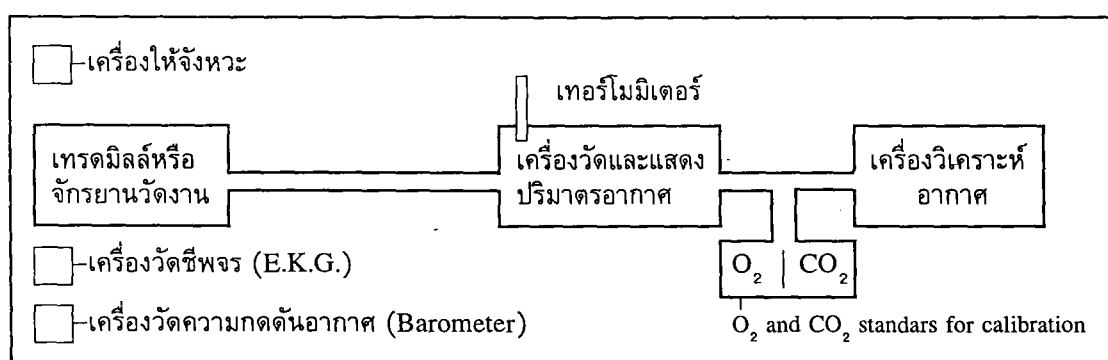 เครื่องให้จังหวะ
เทอร์โมมิเตอร์
เทรดมิลล์หรือ
จักรยานวัดงาน
เครื่องวัดและแสดง
ปริมาตรอากาศ
เครื่องวิเคราะห์
อากาศ
เครื่องวัดชีพจร (E.K.G.)
O₂ | CO₂
เครื่องวัดความกดดันอากาศ (Barometer)
O₂ and CO₂ standars for calibration